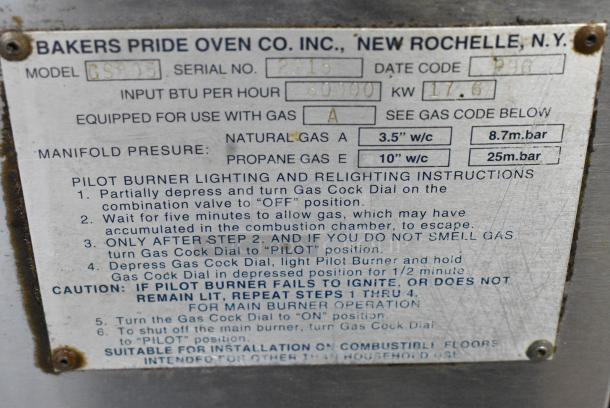 BAKERS PRIDE OVEN CO. INC., NEW ROCHELLE, N.Y.
MODEL SERIAL NO. DATE CODE
INPUT BTU PER HOUR KW 17.6
EQUIPPED FOR USE WITH GAS A SEE GAS CODE BELOW
MANIFOLD PRESURE: NATURAL GAS A 3.5" w/c 8.7m.bar
PROPANE GAS E 10" w/c 25m.bar
PILOT BURNER LIGHTING AND RELIGHTING INSTRUCTIONS
1. Partially depress and turn Gas Cock Dial on the
combination valve to "OFF" position.
2. Wait for five minutes to allow gas, which may have
accumulated in the combustion chamber, to escape.
3. ONLY AFTER STEP 2, AND IF YOU DO NOT SMELL GAS
turn Gas Cock Dial to "PILOT" position.
4. Depress Gas Cock Dial, light Pilot Burner and hold
Gas Cock Dial in depressed position for 1/2 minute
CAUTION: IF PILOT BURNER FAILS TO IGNITE, OR DOES NOT
REMAIN LIT, REPEAT STEPS 1 THRU 4.
FOR MAIN BURNER OPERATION
5. Turn the Gas Cock Dial to "ON" position
6. To shut off the main burner, turn Gas Cock Dial
to "PILOT" position.
SUITABLE FOR INSTALLATION ON COMBUSTIBLE FLOORS
INTENDED FOR OTHER THAN HOUSEHOLD USE